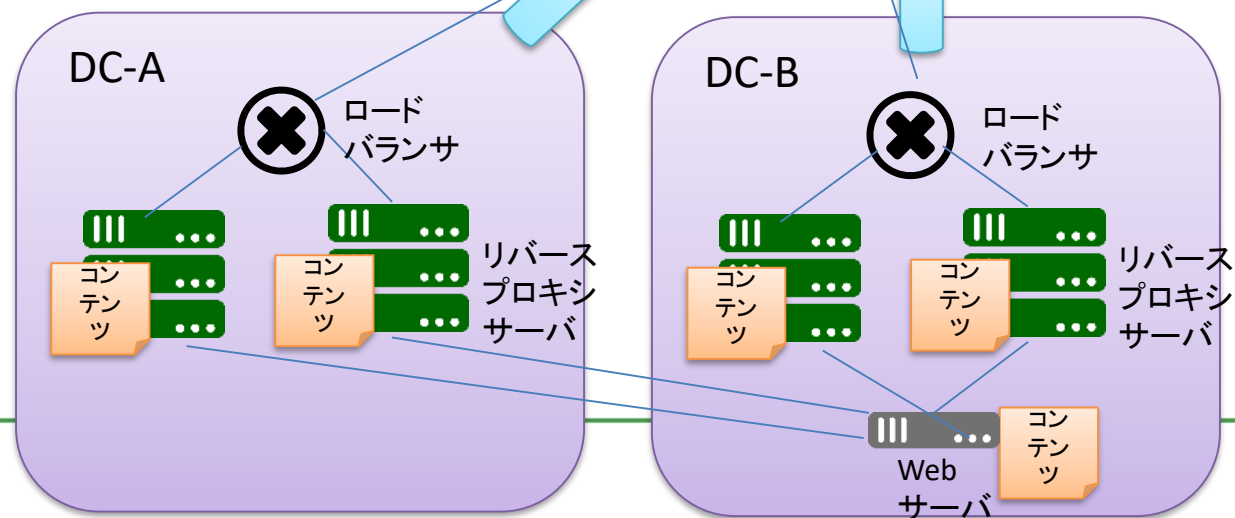 DC-A
ロード
バランサ
コン
テン
ツ
コン
テン
ツ
リバース
プロキシ
サーバ
DC-B
ロード
バランサ
コン
テン
ツ
コン
テン
ツ
リバース
プロキシ
サーバ
Web
サーバ
コン
テン
ツ